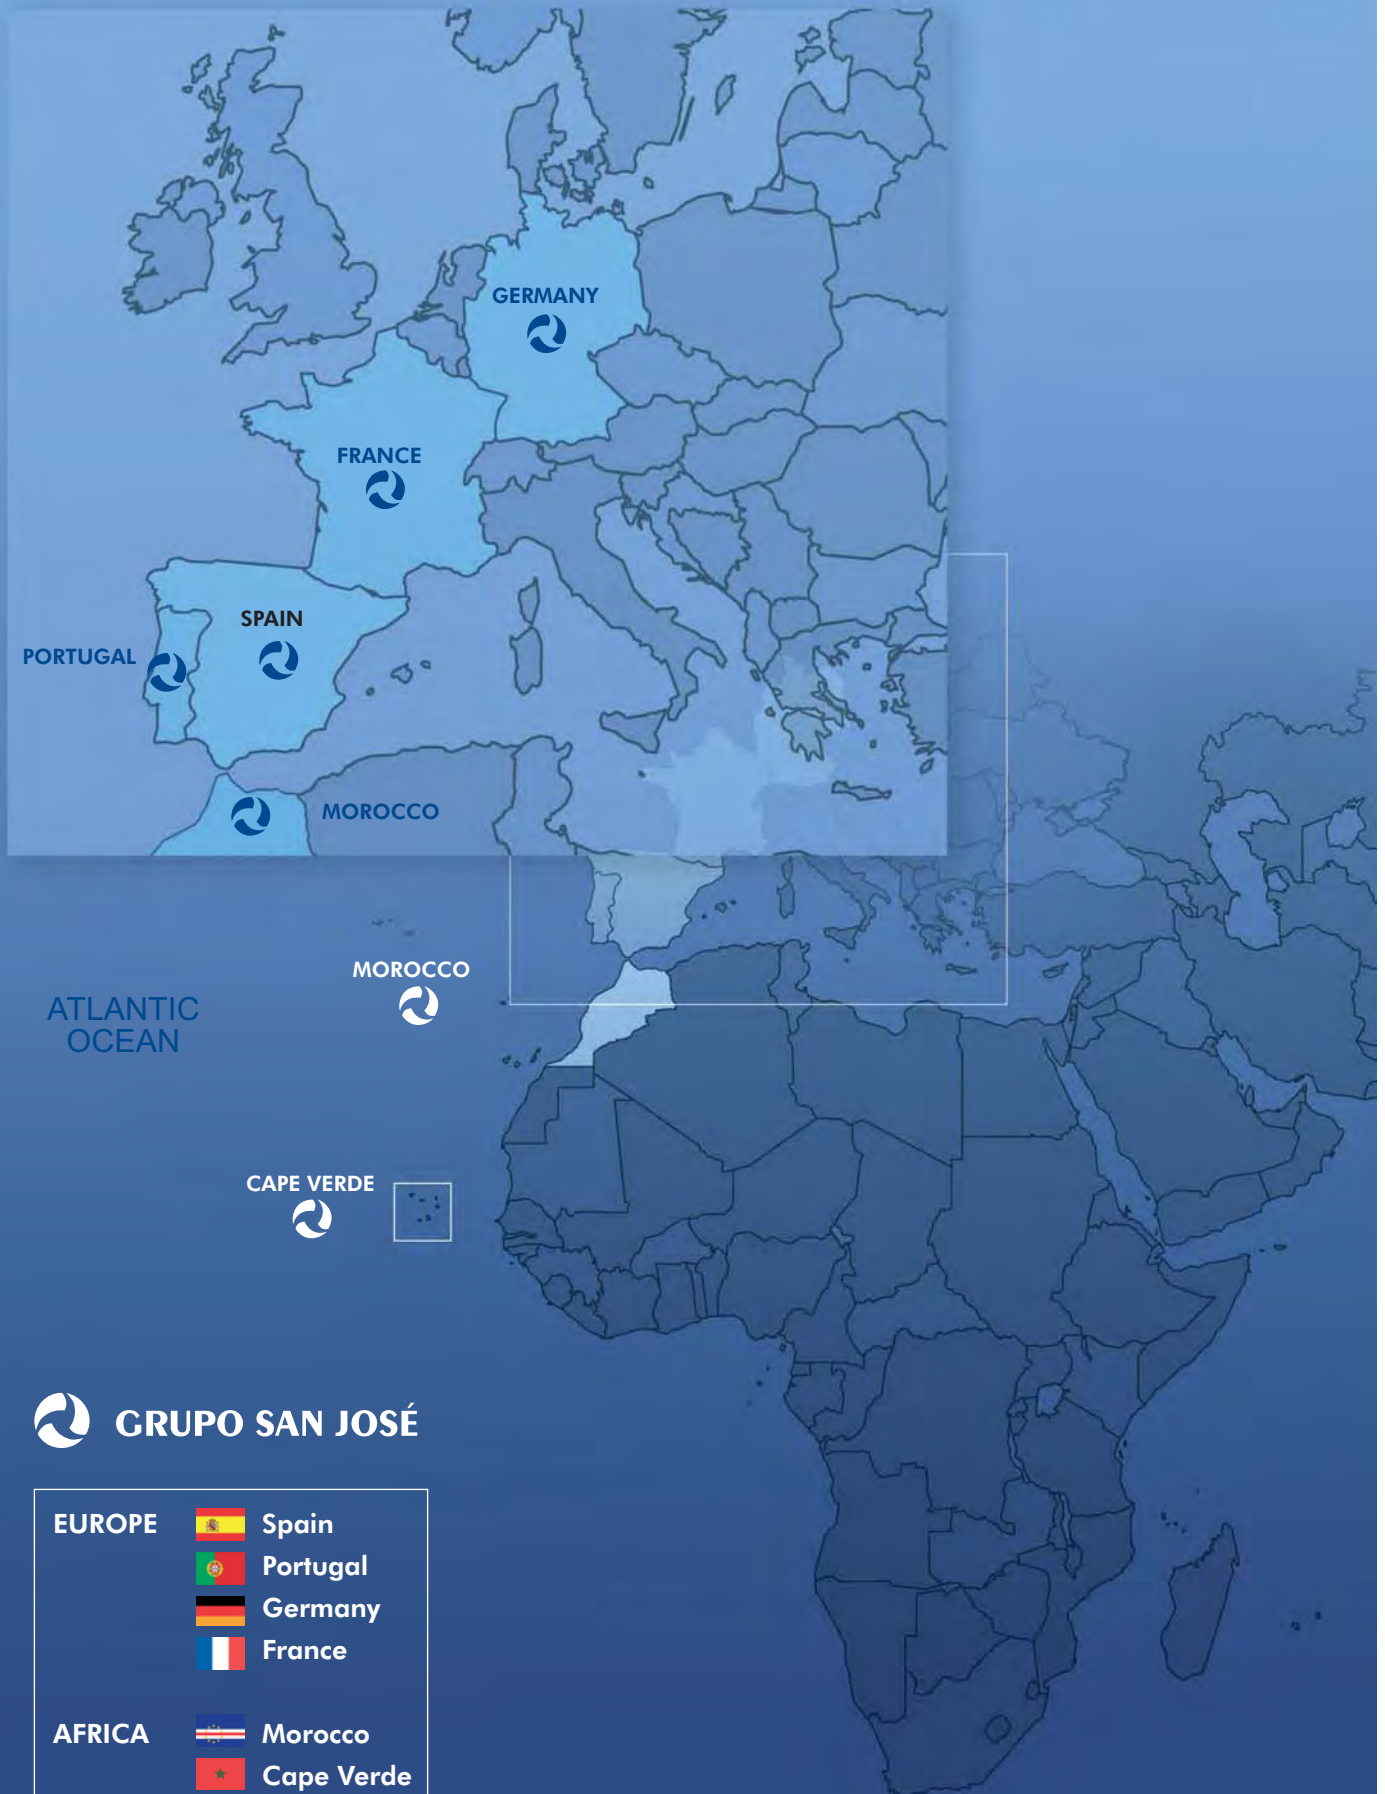 GERMANY
FRANCE
SPAIN
PORTUGAL
MOROCCO
MOROCCO
ATLANTIC
OCEAN
CAPE VERDE
GRUPO SAN JOSÉ
EUROPE Spain
Portugal
Germany
France
AFRICA Morocco
Cape Verde